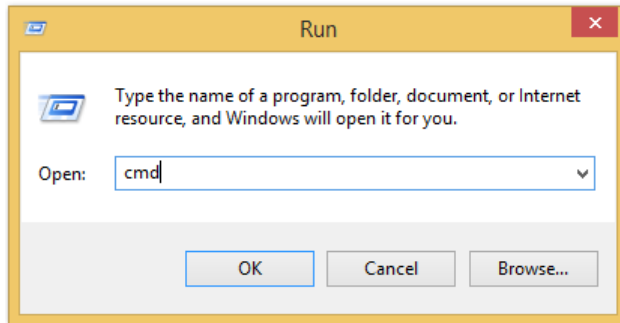 Run
Type the name of a program, folder, document, or Internet
resource, and Windows will open it for you.
Open: cmd
OK Cancel Browse...